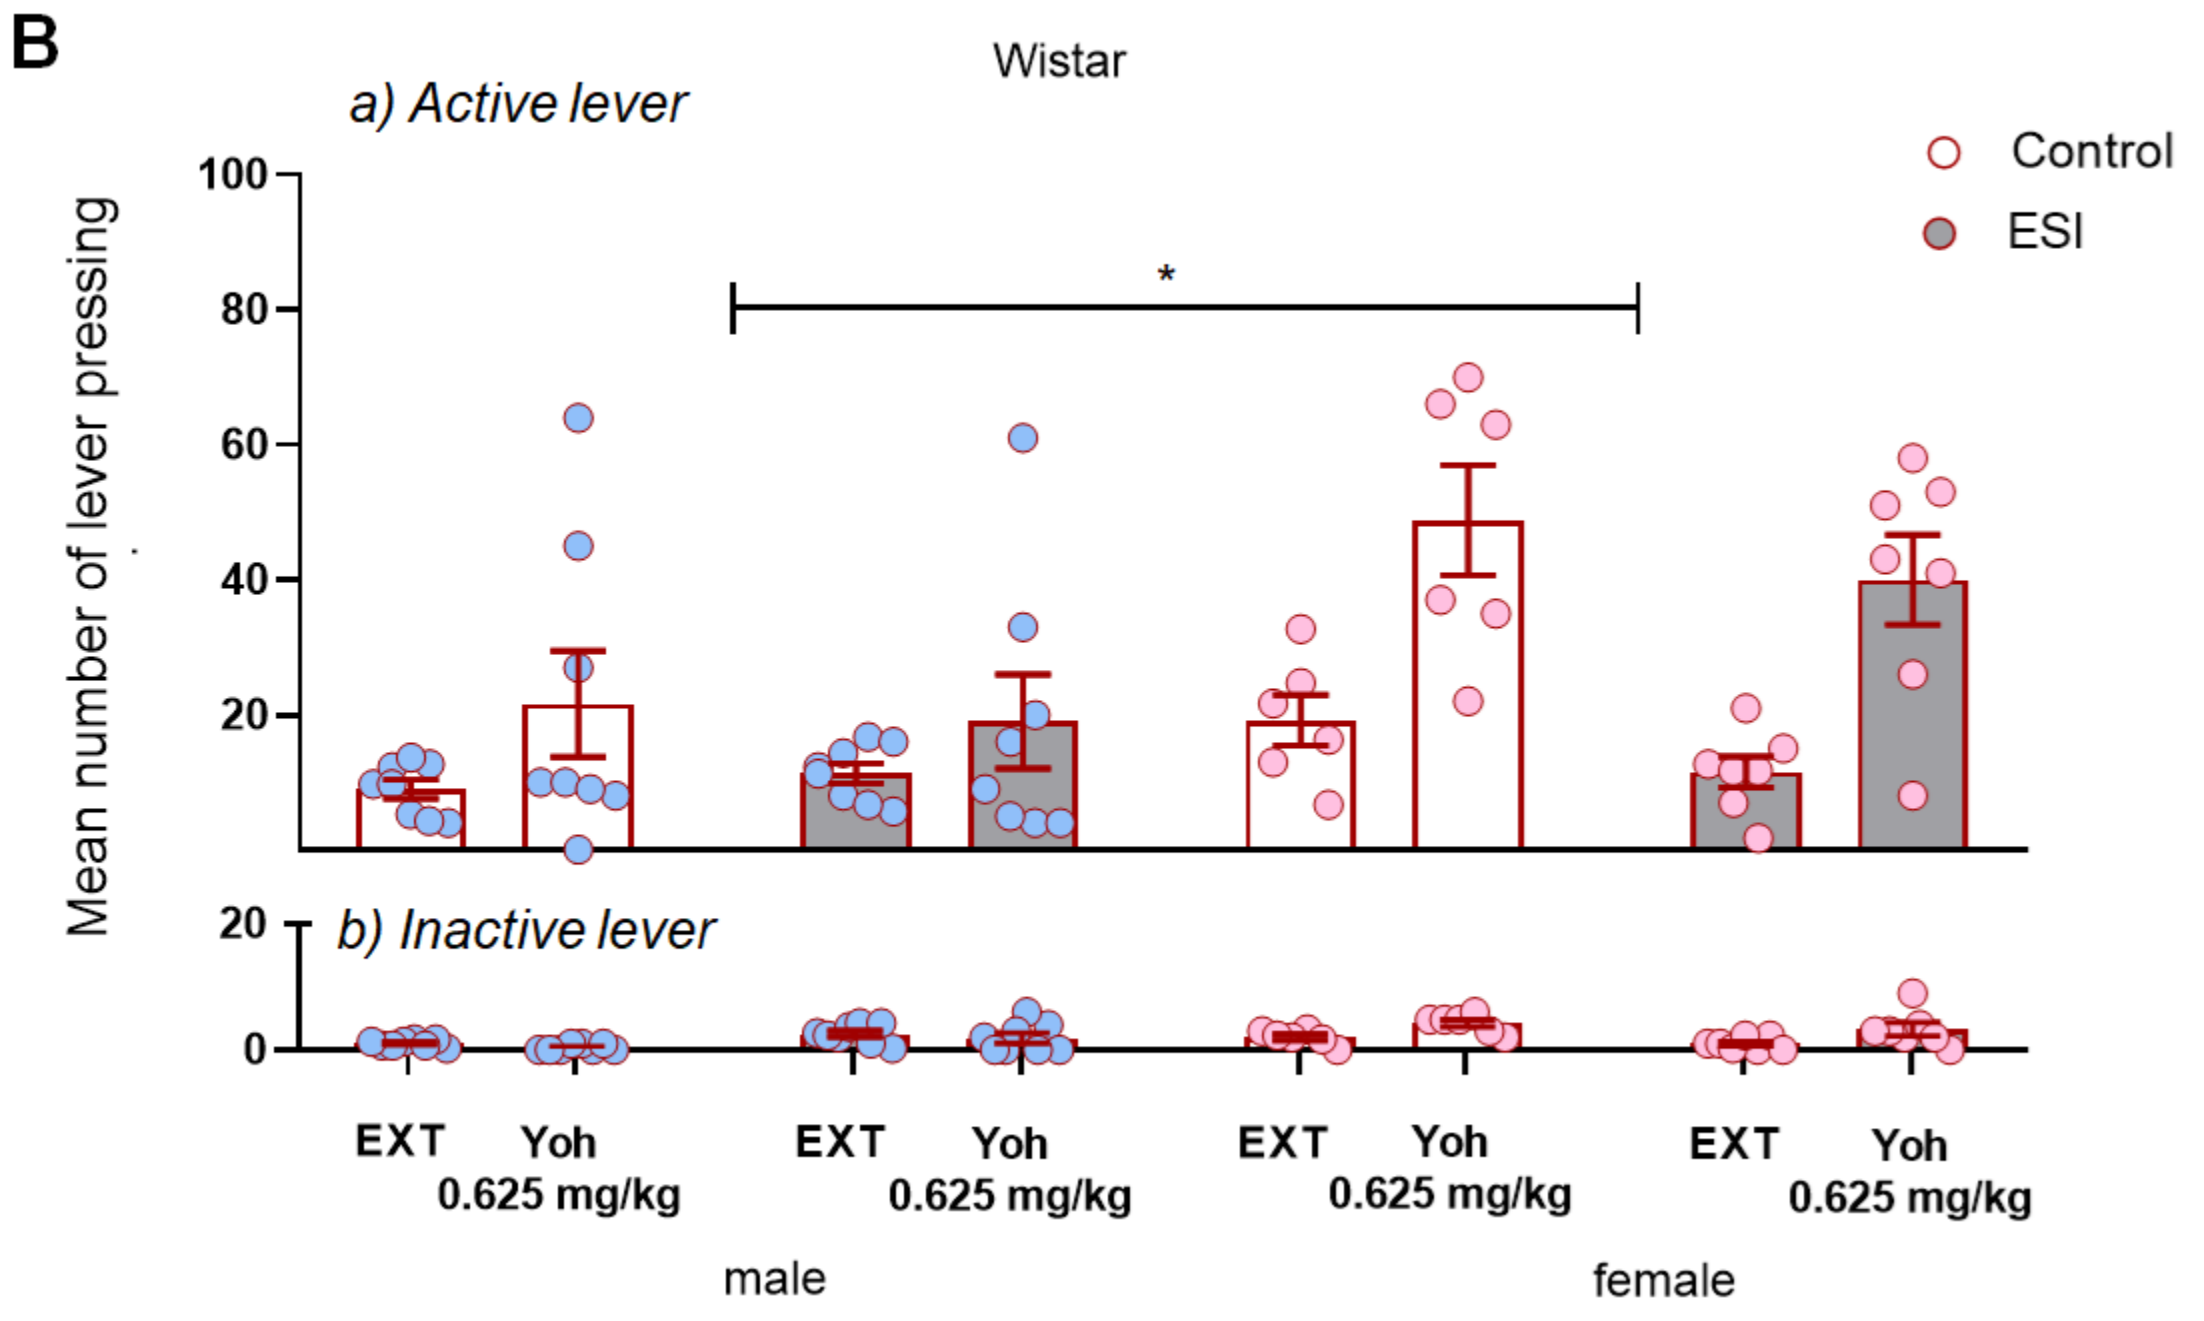 B
Wistar
a) Active lever
Control
ESI
Mean number of lever pressing
100
80
60
40
20
*
b) Inactive lever
20
0
EXT Yoh EXT Yoh EXT Yoh EXT Yoh
0.625 mg/kg 0.625 mg/kg 0.625 mg/kg 0.625 mg/kg
male female